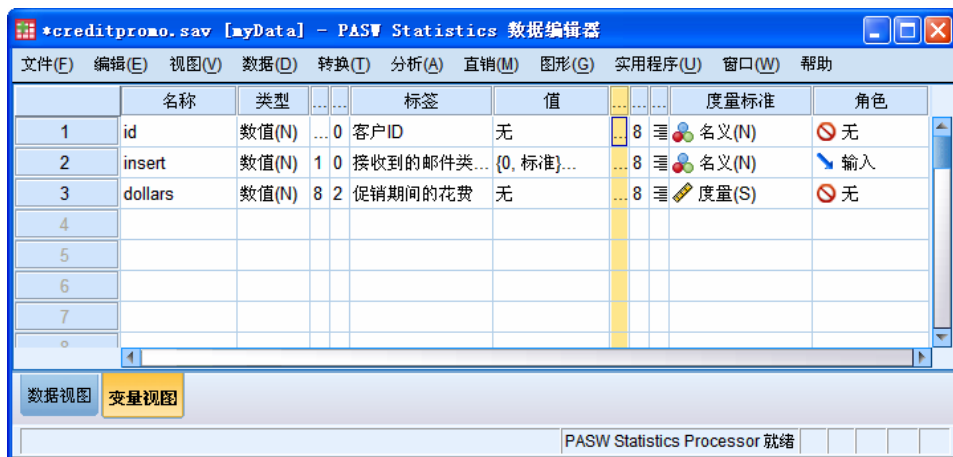 *creditpromo.sav [myData] - PASW Statistics 数据编辑器
文件(F) 编辑(E) 视图(V) 数据(D) 转换(T) 分析(A) 直销(M) 图形(G) 实用程序(U) 窗口(W) 帮助
名称 类型 ... ... 标签 值 ... ... ... 度量标准 角色
1 id 数值(N) ... 0 客户ID 无 ... 8 名义(N) 无
2 insert 数值(N) 1 0 接收到的邮件类... {0, 标准}... ... 8 名义(N) 输入
3 dollars 数值(N) 8 2 促销期间的花费 无 ... 8 度量(S) 无
4
5
6
7
数据视图 变量视图
PASW Statistics Processor 就绪